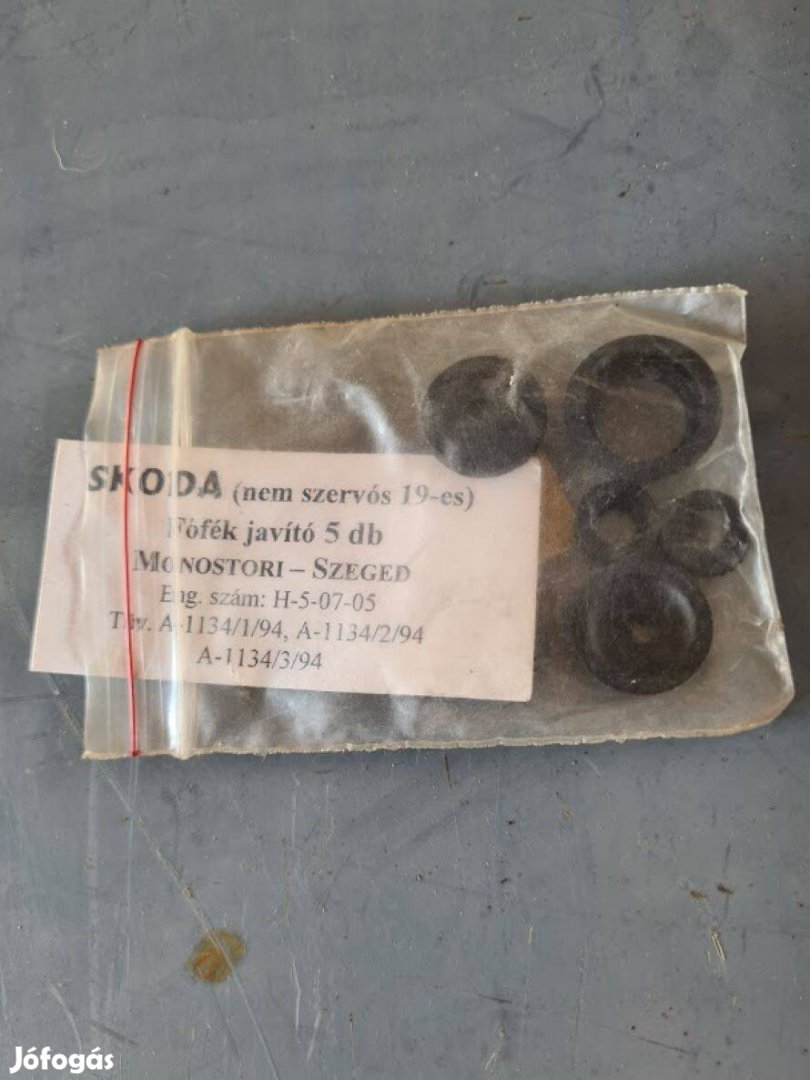 SKODA (nem szervós 19-es)
Főfék javító 5 db
MONOSTORI – SZEGED
Eng. szám: H-5-07-05
Túv. A-1134/1/94, A-1134/2/94
A-1134/3/94
Jófogás